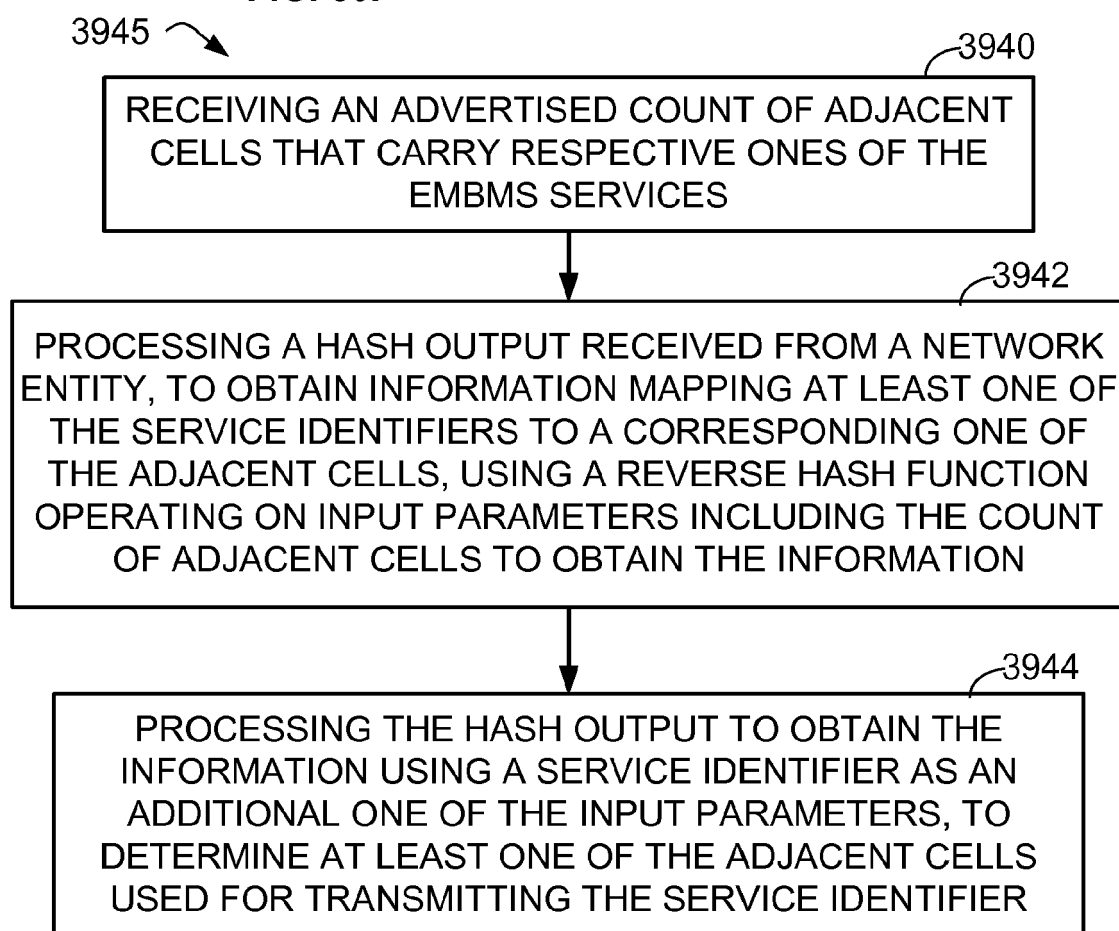 3945
3940
RECEIVING AN ADVERTISED COUNT OF ADJACENT
CELLS THAT CARRY RESPECTIVE ONES OF THE
EMBMS SERVICES
3942
PROCESSING A HASH OUTPUT RECEIVED FROM A NETWORK
ENTITY, TO OBTAIN INFORMATION MAPPING AT LEAST ONE OF
THE SERVICE IDENTIFIERS TO A CORRESPONDING ONE OF
THE ADJACENT CELLS, USING A REVERSE HASH FUNCTION
OPERATING ON INPUT PARAMETERS INCLUDING THE COUNT
OF ADJACENT CELLS TO OBTAIN THE INFORMATION
3944
PROCESSING THE HASH OUTPUT TO OBTAIN THE
INFORMATION USING A SERVICE IDENTIFIER AS AN
ADDITIONAL ONE OF THE INPUT PARAMETERS, TO
DETERMINE AT LEAST ONE OF THE ADJACENT CELLS
USED FOR TRANSMITTING THE SERVICE IDENTIFIER